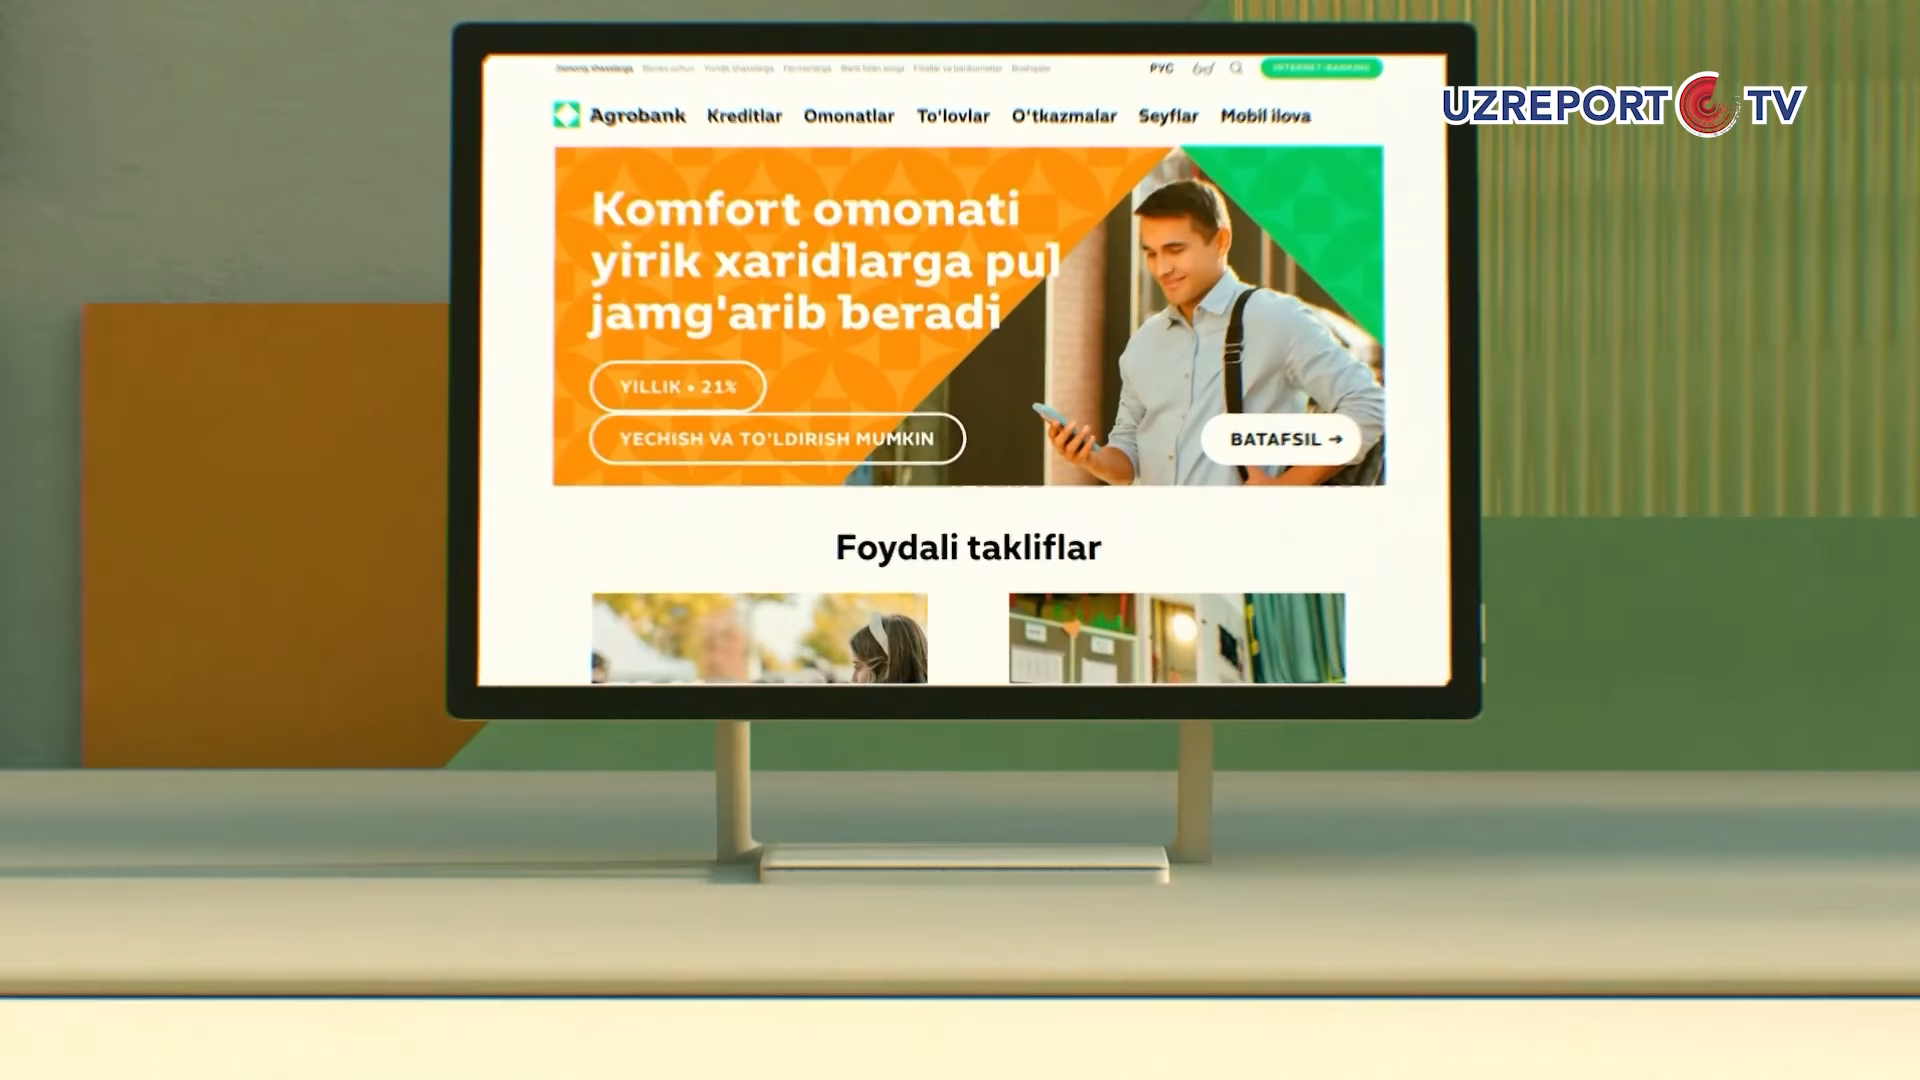 РУС
INTERNET-BANKING
UZREPORT TV
Agrobank Kreditlar Omonatlar To'lovlar O'tkazmalar Seyflar Mobil ilova
Komfort omonati
yirik xaridlarga pul
jamg'arib beradi
YILLIK • 21%
YECHISH VA TO'LDIRISH MUMKIN
BATAFSIL →
Foydali takliflar